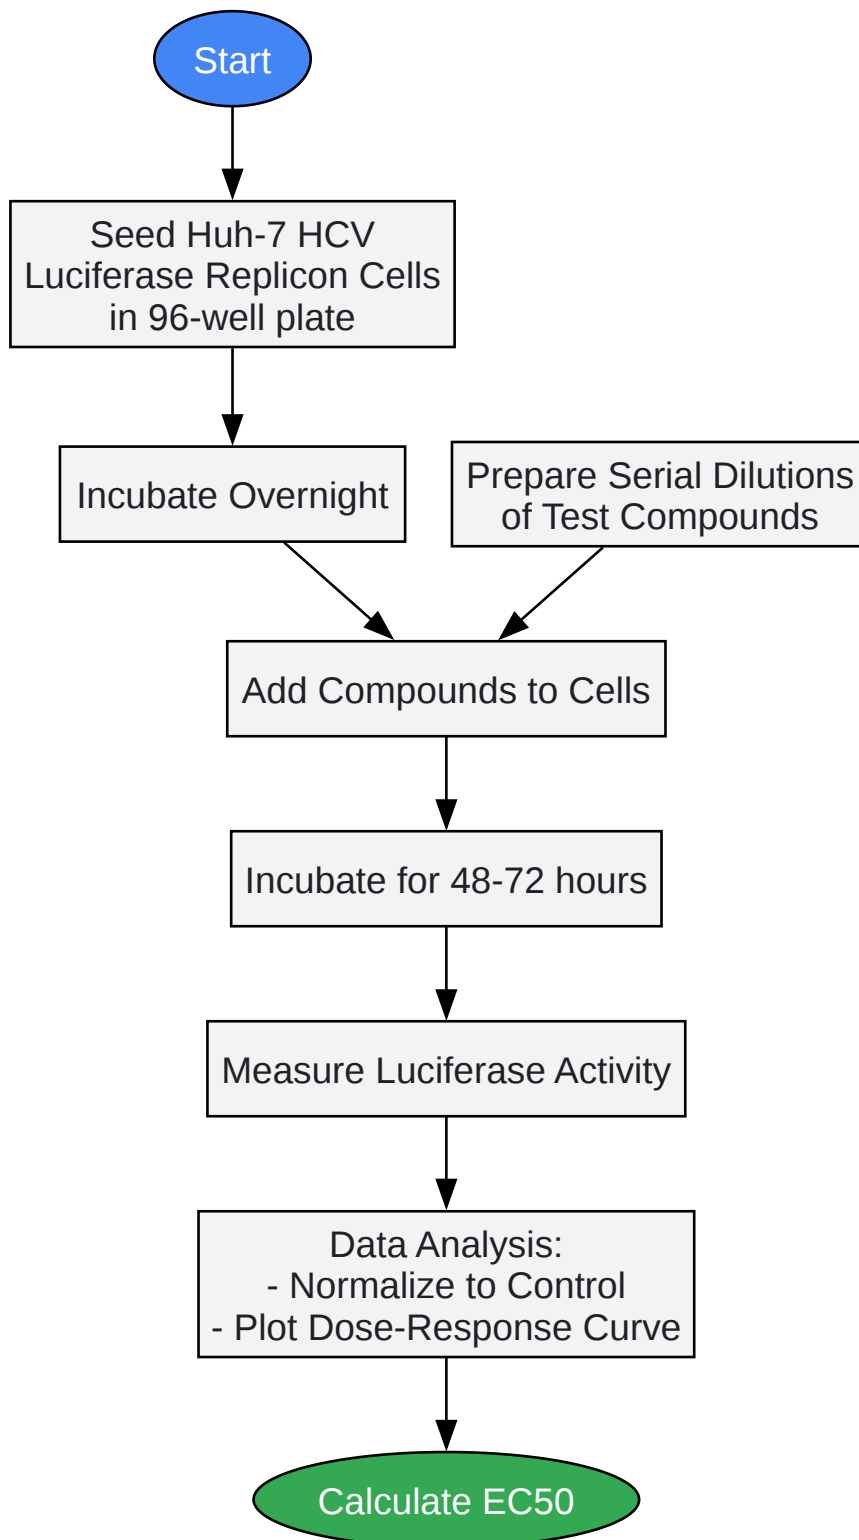 Start
Seed Huh-7 HCV
Luciferase Replicon Cells
in 96-well plate
Incubate Overnight
Prepare Serial Dilutions
of Test Compounds
Add Compounds to Cells
Incubate for 48-72 hours
Measure Luciferase Activity
Data Analysis:
- Normalize to Control
- Plot Dose-Response Curve
Calculate EC50